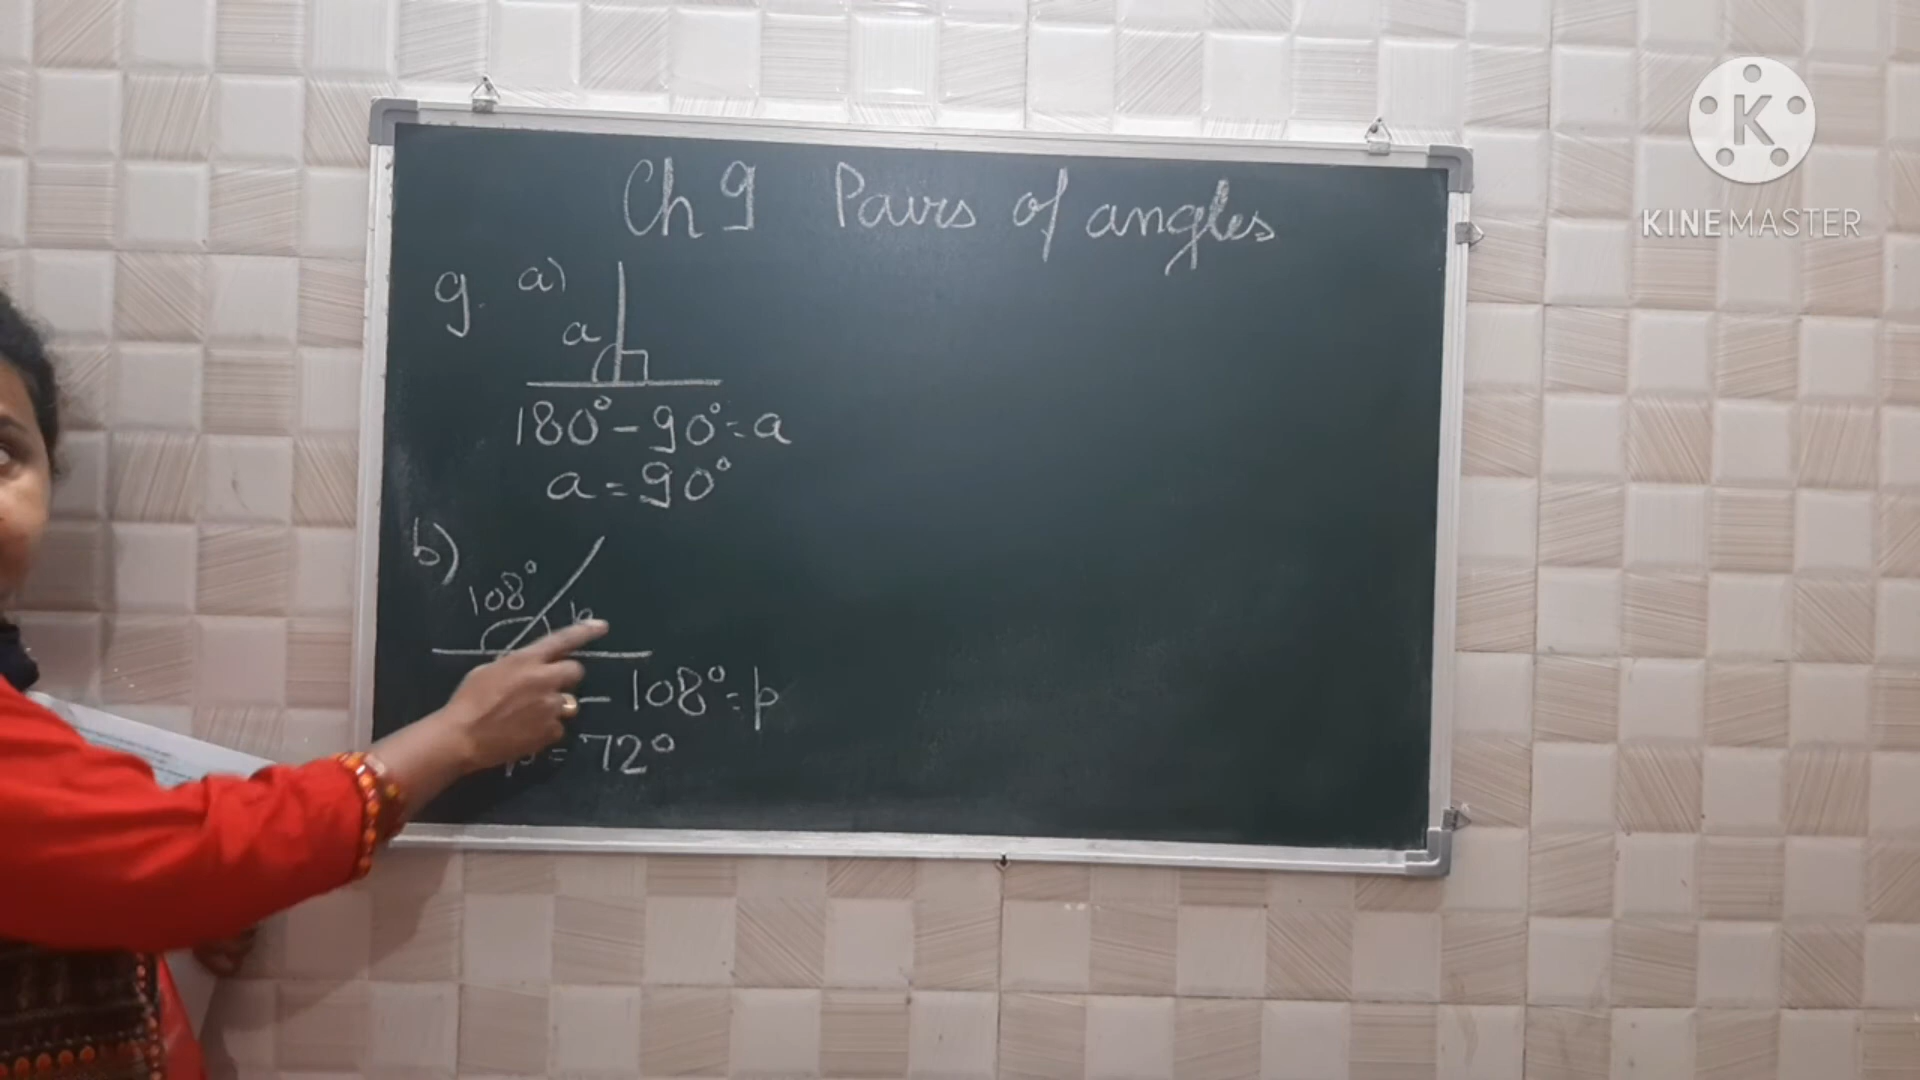 Ch 9 Pairs of angles
9. a)
a
180° - 90° = a
a = 90°
b)
108°
- 108° = p
= 72°
K
KINEMASTER